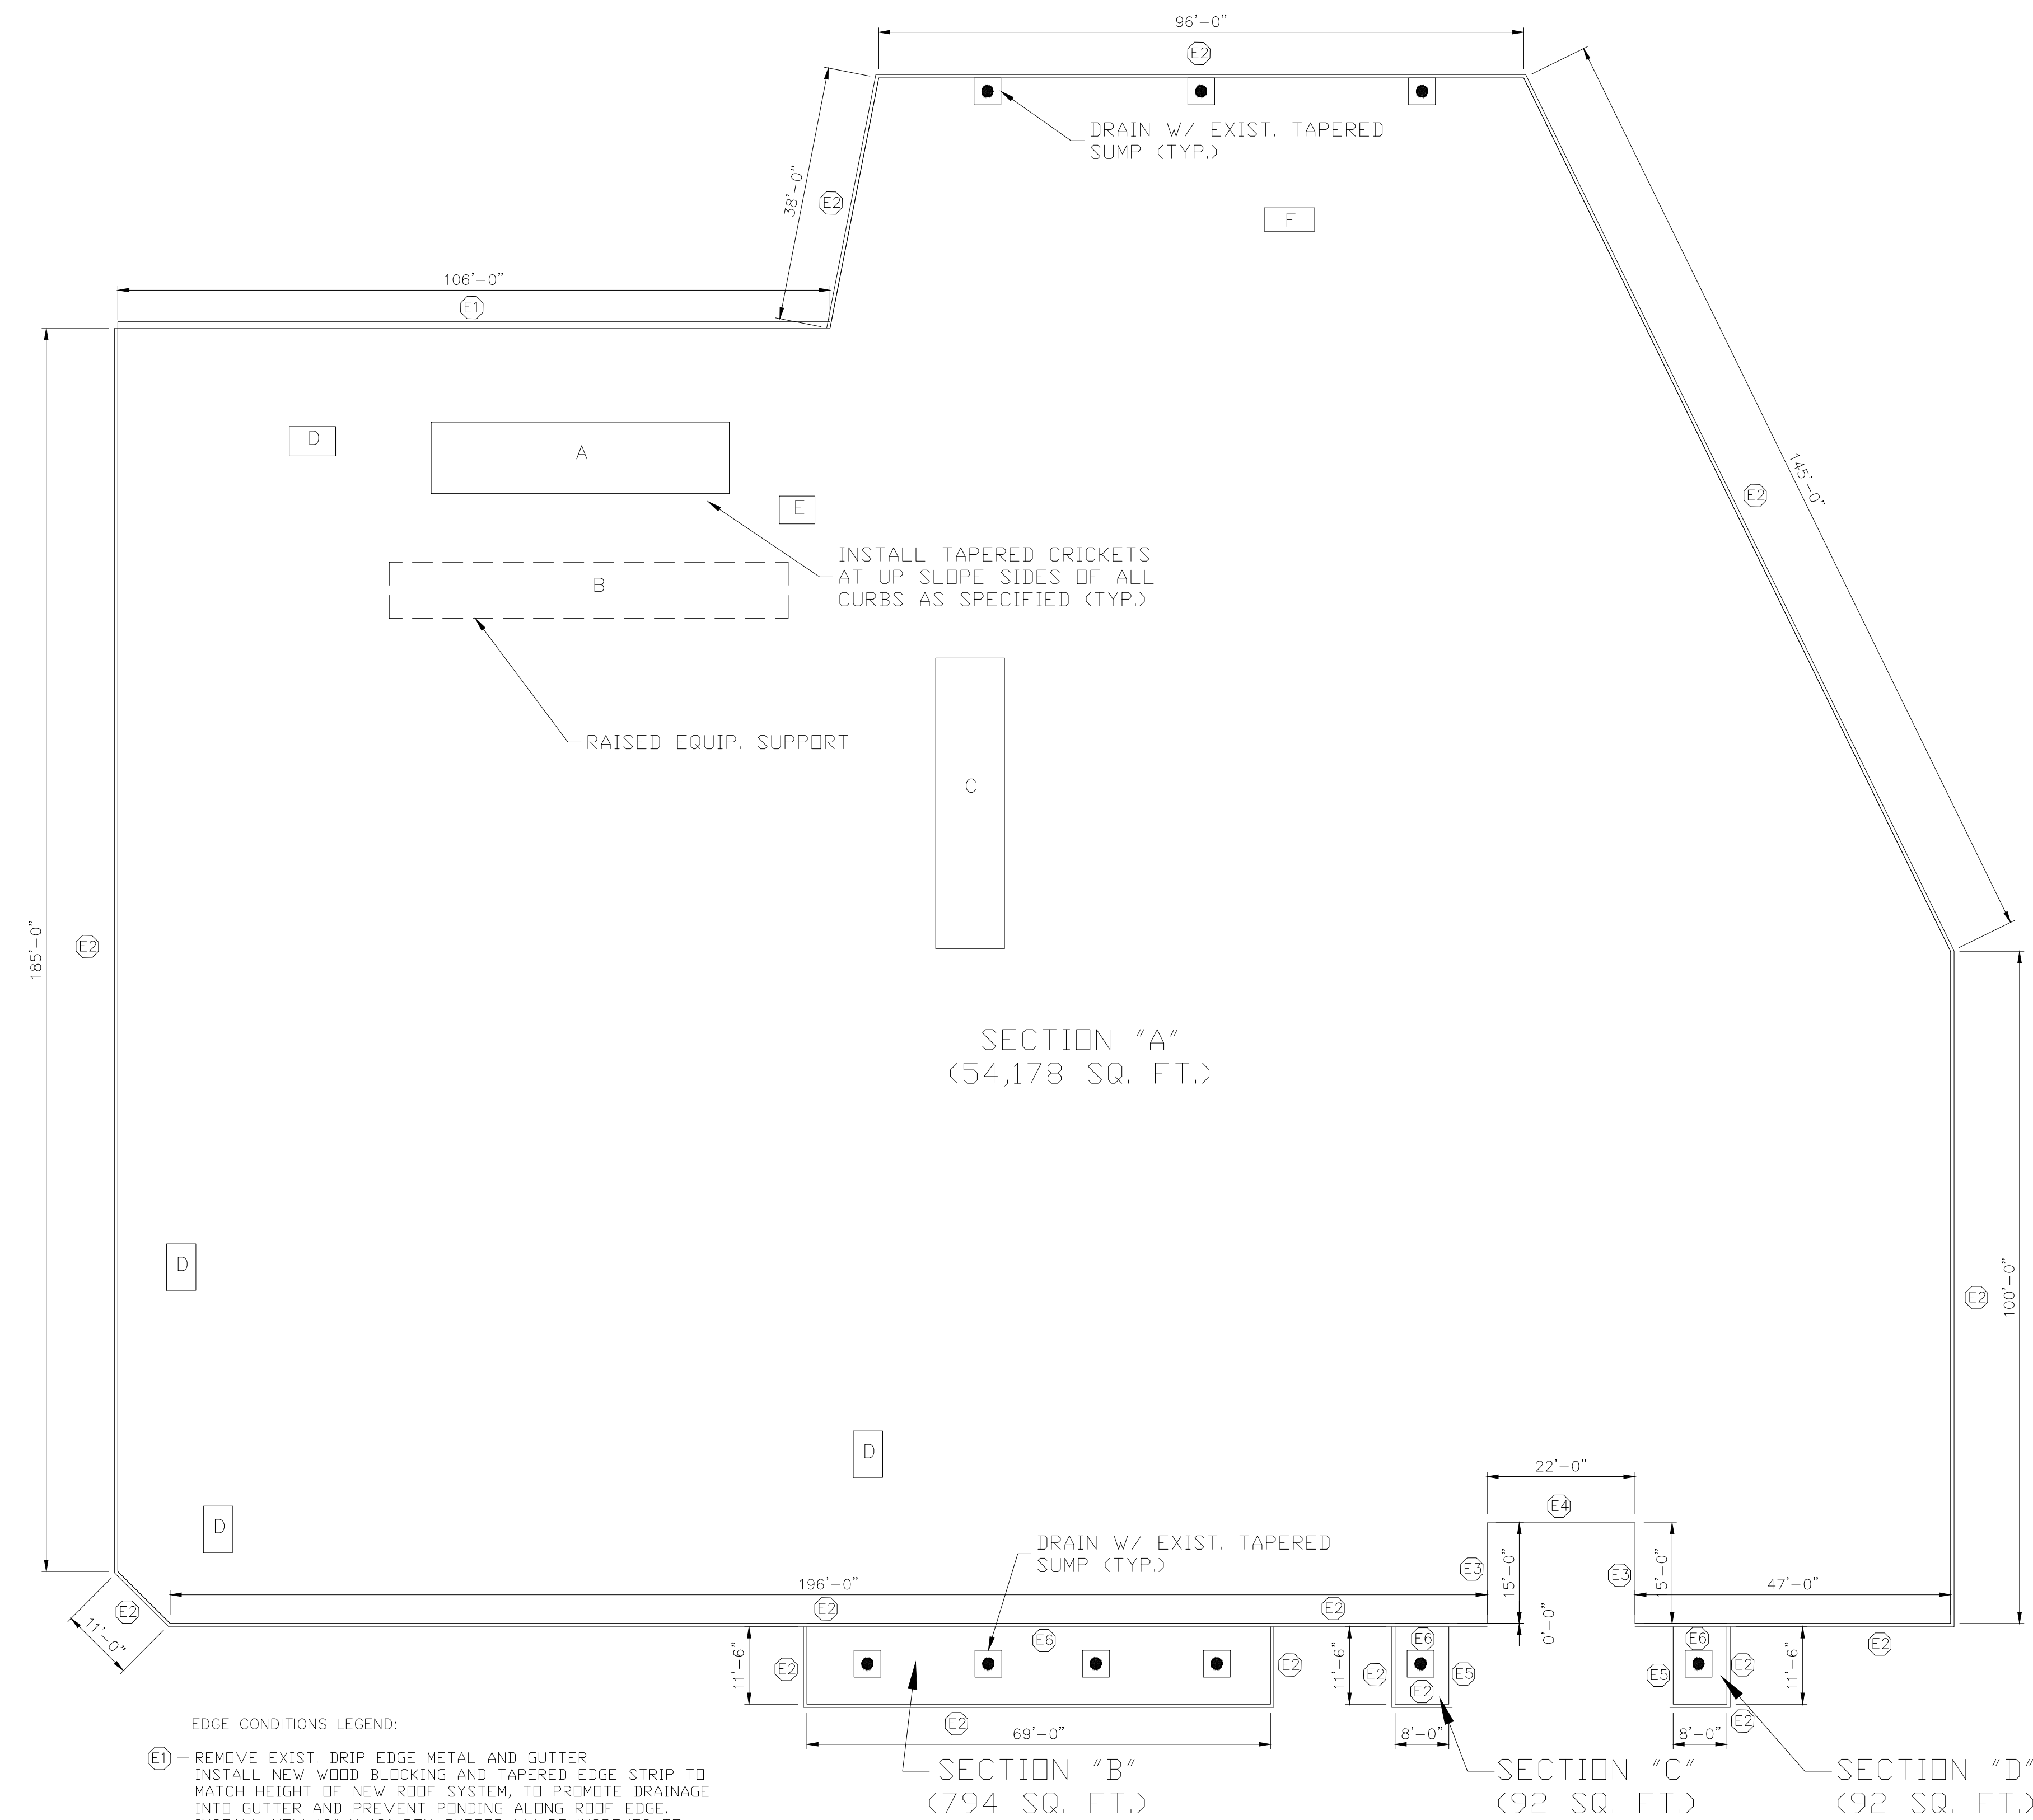 96'-0"
E2
DRAIN W/ EXIST. TAPERED
SUMP (TYP.)
38'-0"
E2
F
106'-0"
E1
145'-0"
E2
D
A
E
INSTALL TAPERED CRICKETS
AT UP SLOPE SIDES OF ALL
CURBS AS SPECIFIED (TYP.)
B
RAISED EQUIP. SUPPORT
C
185'-0"
E2
SECTION "A"
(54,178 SQ. FT.)
D
100'-0"
E2
D
D
22'-0"
E4
DRAIN W/ EXIST. TAPERED
SUMP (TYP.)
E3
15'-0"
E3
15'-0"
196'-0"
47'-0"
E2
E2
E2
11'-0"
0'-0"
E6
E6
E6
E2
11'-6"
E2
E2
11'-6"
E2
E5
E2
E5
E2
11'-6"
E2
E2
69'-0"
8'-0"
8'-0"
SECTION "B"
(794 SQ. FT.)
SECTION "C"
(92 SQ. FT.)
SECTION "D"
(92 SQ. FT.)
EDGE CONDITIONS LEGEND:
E1 - REMOVE EXIST. DRIP EDGE METAL AND GUTTER
INSTALL NEW WOOD BLOCKING AND TAPERED EDGE STRIP TO
MATCH HEIGHT OF NEW ROOF SYSTEM, TO PROMOTE DRAINAGE
INTO GUTTER AND PREVENT PONDING ALONG ROOF EDGE.